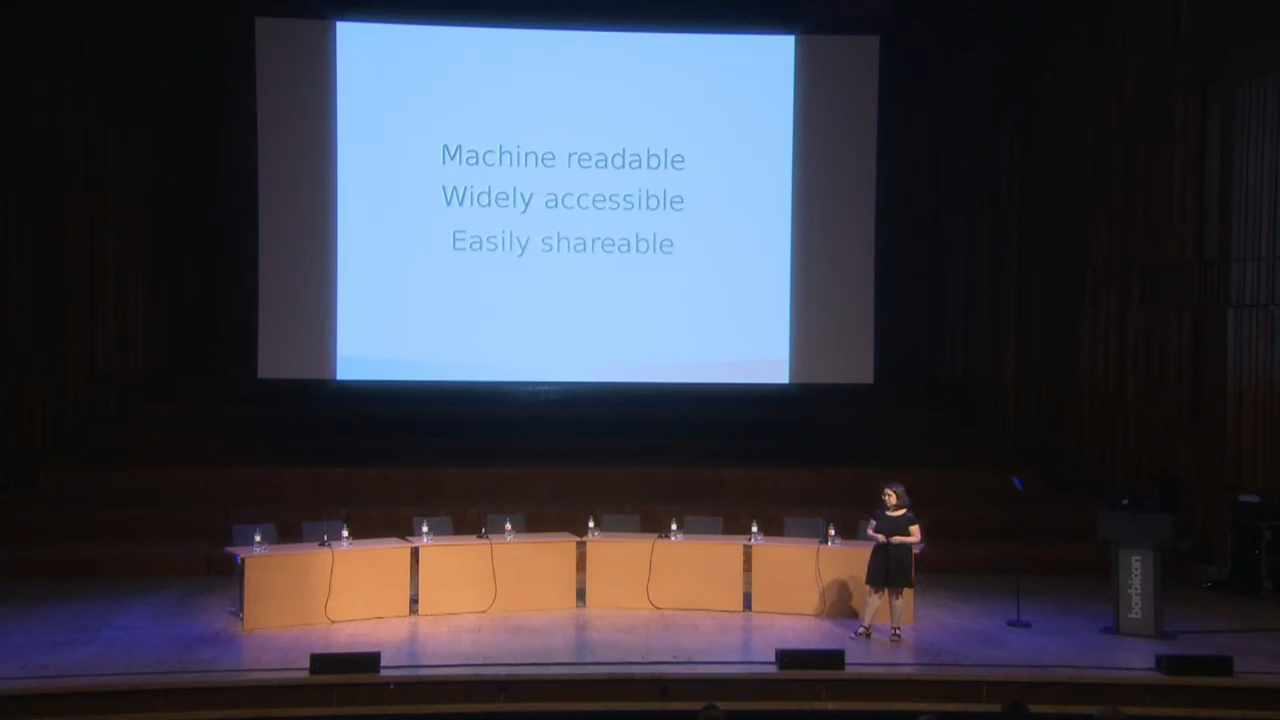 Machine readable
Widely accessible
Easily shareable
barbican